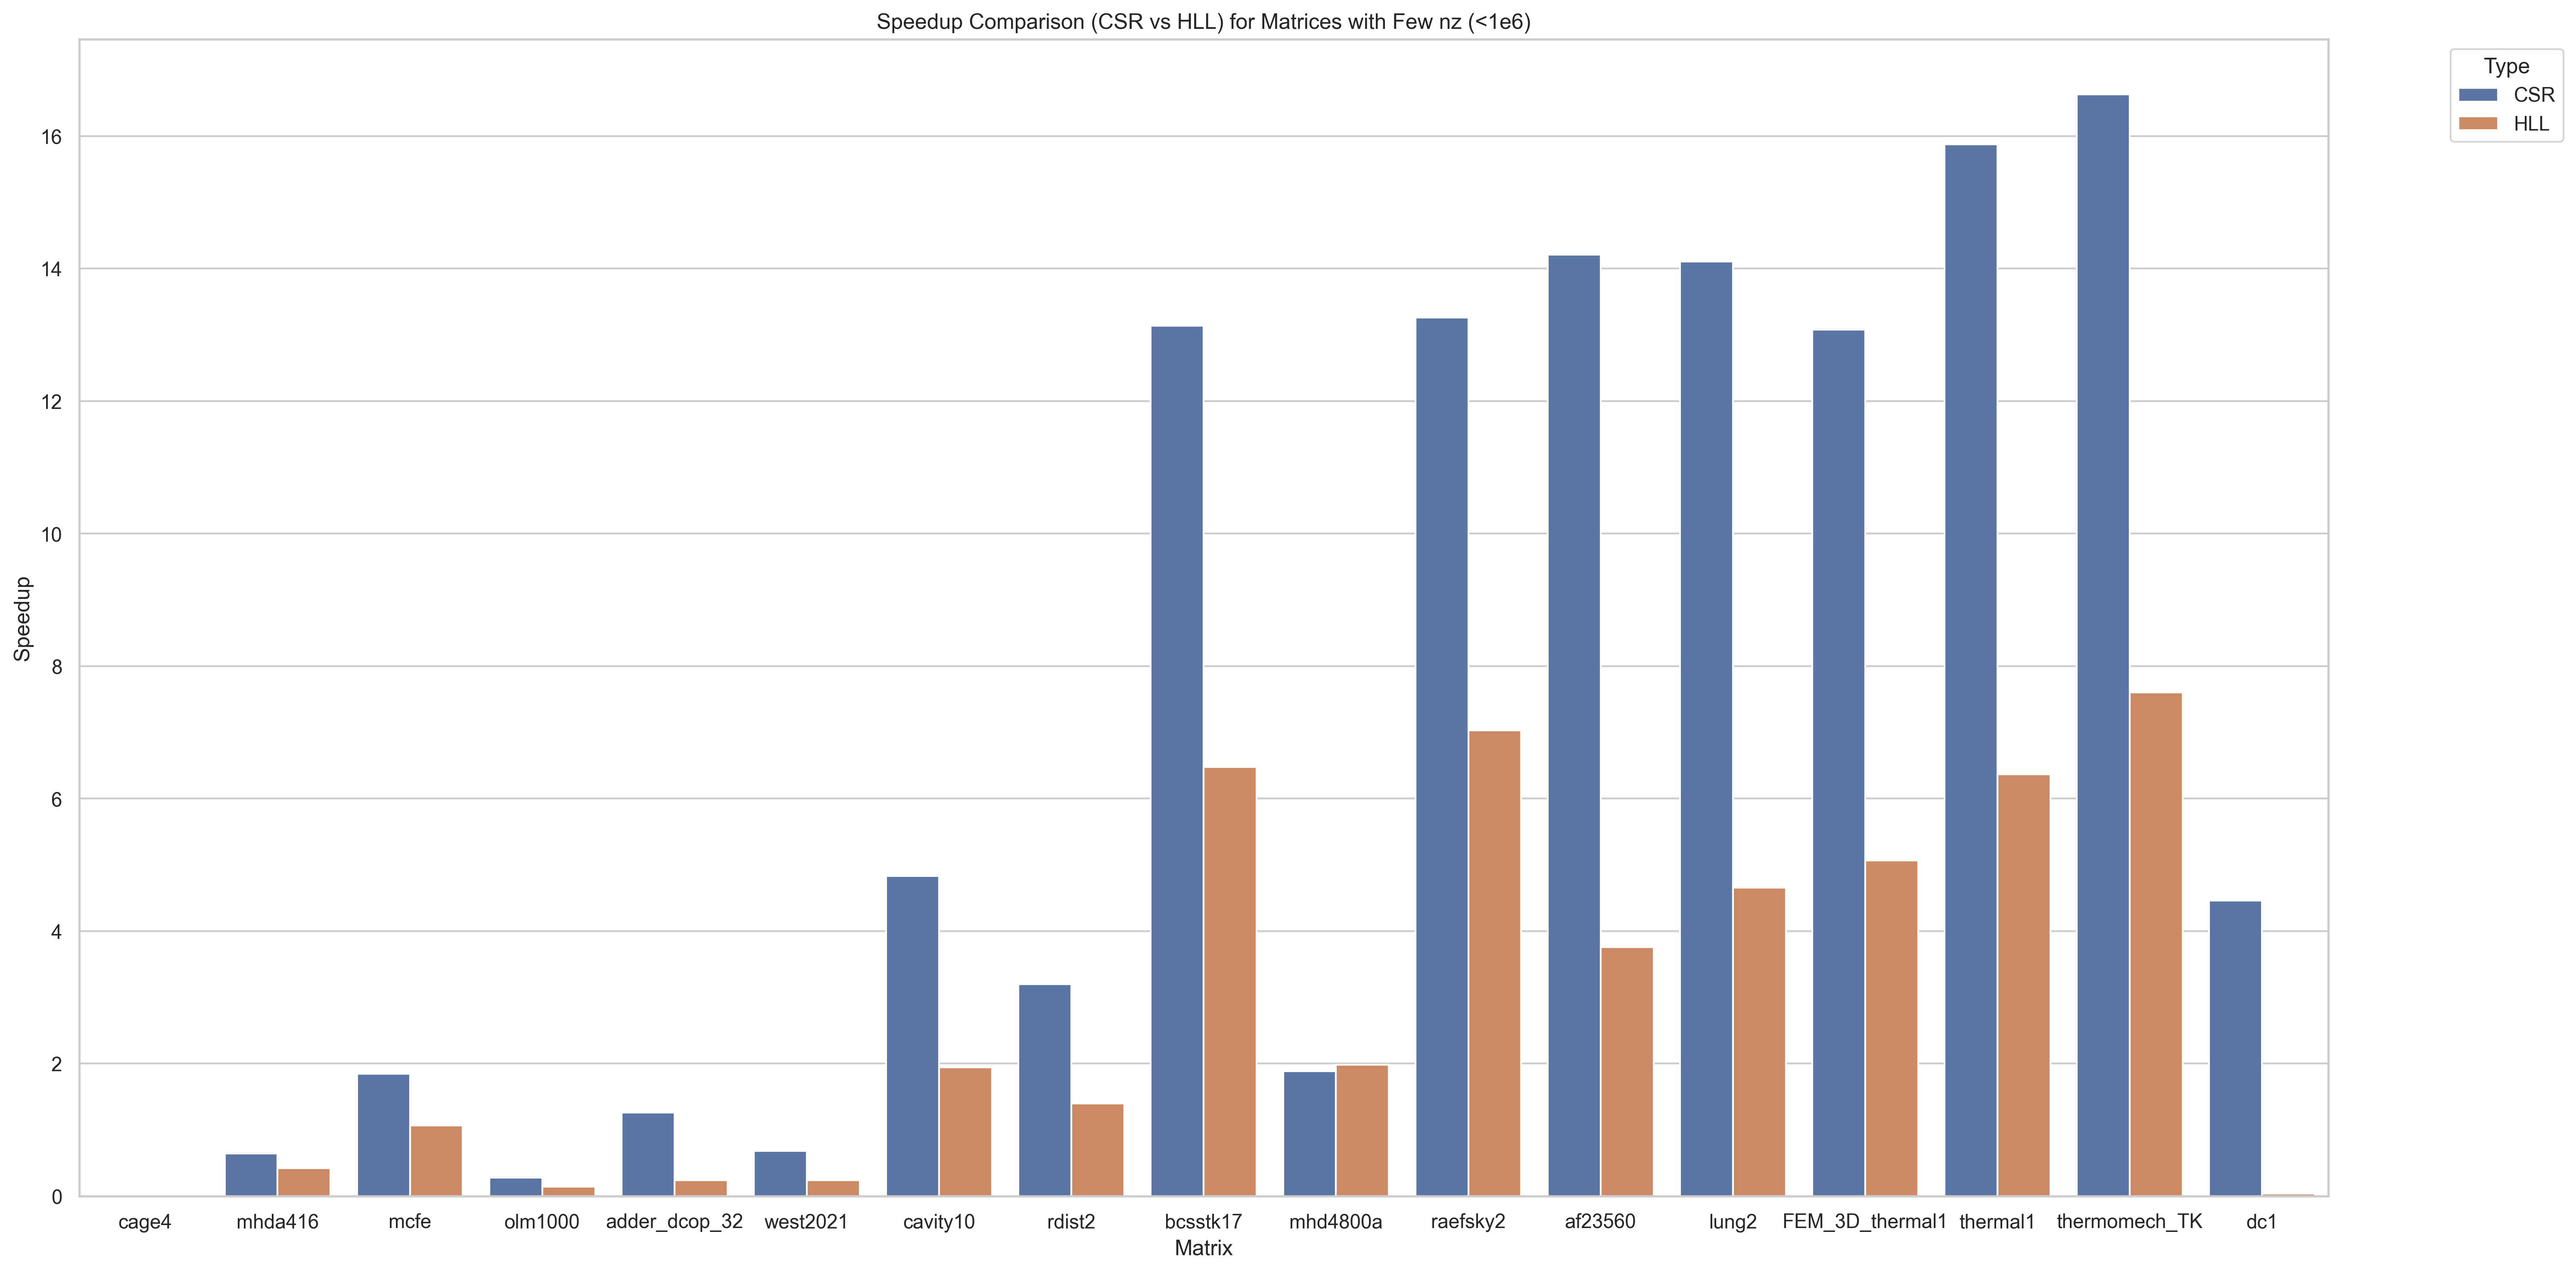 Speedup Comparison (CSR vs HLL) for Matrices with Few nz (<1e6)
Type
CSR
HLL
Speedup
16
14
12
10
8
6
4
2
0
cage4 mhda416 mcfe olm1000 adder_dcop_32 west2021 cavity10 rdist2 bcsstk17 mhd4800a raefsky2 af23560 lung2 FEM_3D_thermal1 thermal1 thermomech_TK dc1
Matrix